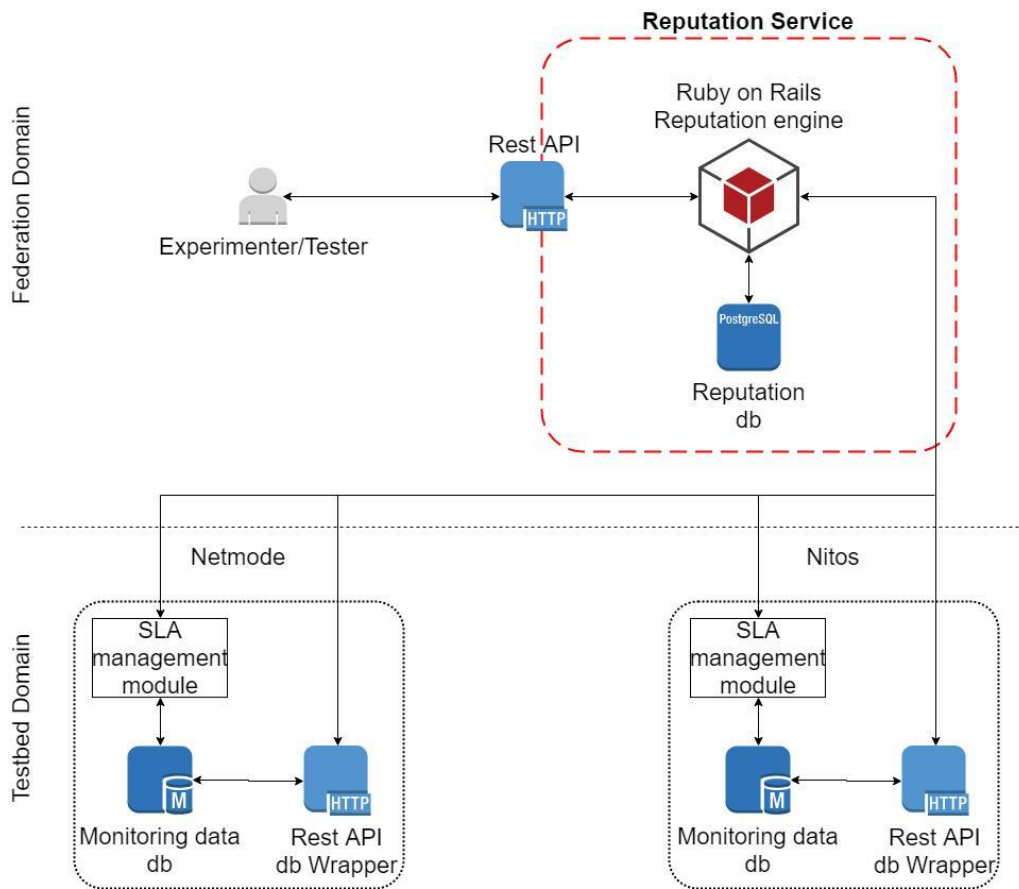 Reputation Service
Ruby on Rails
Reputation engine
Rest API
HTTP
Experimenter/Tester
PostgreSQL
Reputation
db
Federation Domain
Netmode
Nitos
SLA
management
module
M
HTTP
Monitoring data
db
Rest API
db Wrapper
SLA
management
module
M
HTTP
Monitoring data
db
Rest API
db Wrapper
Testbed Domain